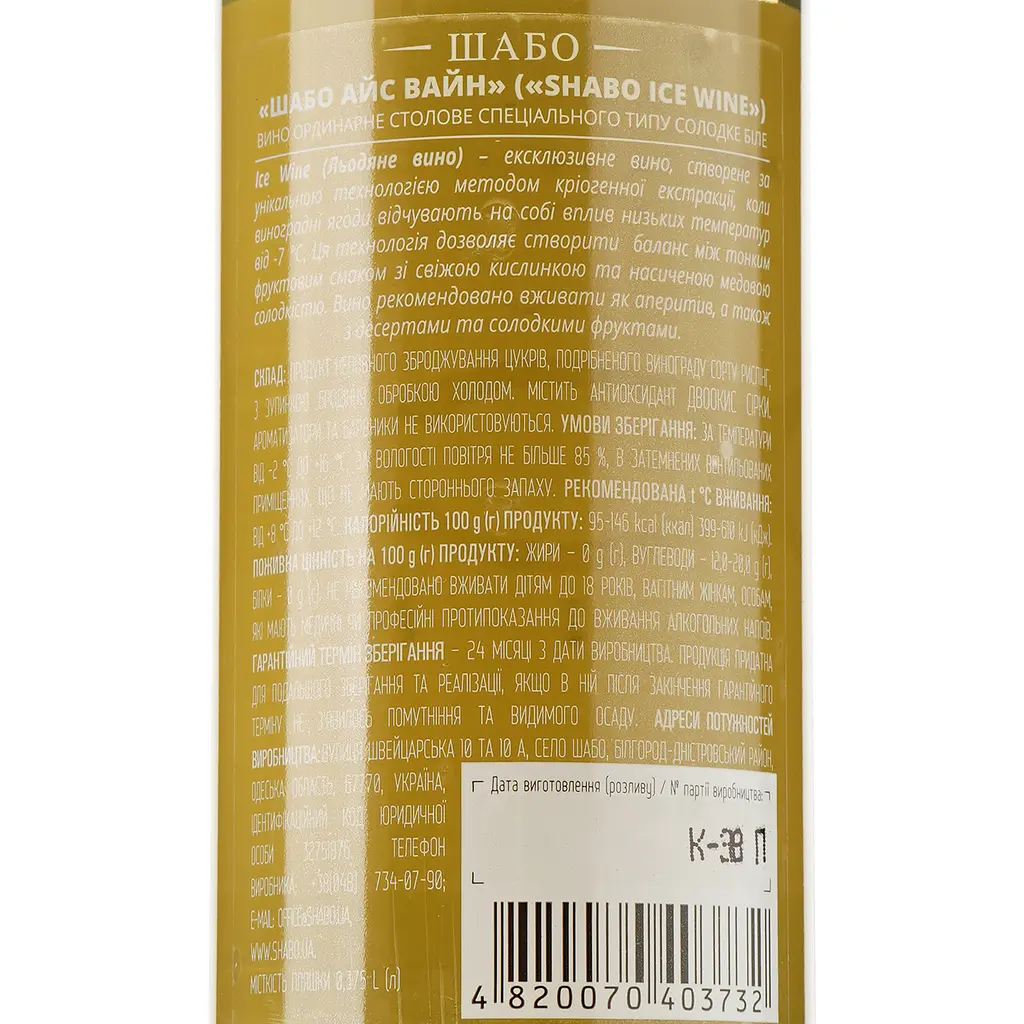 ШАБО
«ШАБО АЙС ВАЙН» («SHABO ICE WINE»)
ВИНО ОРДИНАРНЕ СТОЛОВЕ СПЕЦІАЛЬНОГО ТИПУ СОЛОДКЕ БІЛЕ
Ice Wine (Льодяне вино) – ексклюзивне вино, створене за
унікальною технологією методом кріогенної екстракції, коли
виноградні ягоди відчувають на собі вплив низьких температур
від -7 °С. Ця технологія дозволяє створити баланс між тонким
фруктовим смаком зі свіжою кислинкою та насиченою медовою
солодкістю. Вино рекомендовано вживати як аперитив, а також
з десертами та солодкими фруктами.
СКЛАД: ПРОДУКТ НЕПОВНОГО ЗБРОДЖУВАННЯ ЦУКРІВ, ПОДРІБНЕНОГО ВИНОГРАДУ СОРТУ РИСЛІНГ,
З ЗУПИНКОЮ БРОДІННЯ ОБРОБКОЮ ХОЛОДОМ. МІСТИТЬ АНТИОКСИДАНТ ДВООКИС СІРКИ.
АРОМАТИЗАТОРИ ТА БАРВНИКИ НЕ ВИКОРИСТОВУЮТЬСЯ. УМОВИ ЗБЕРІГАННЯ: ЗА ТЕМПЕРАТУРИ
ВІД -2 °С ДО +16 °С, ЗА ВОЛОГОСТІ ПОВІТРЯ НЕ БІЛЬШЕ 85 %, В ЗАТЕМНЕНИХ ВЕНТИЛЬОВАНИХ
ПРИМІЩЕННЯХ, ЩО НЕ МАЮТЬ СТОРОННЬОГО ЗАПАХУ. РЕКОМЕНДОВАНА t °С ВЖИВАННЯ:
ВІД +8 °С ДО +12 °С. КАЛОРІЙНІСТЬ 100 g (г) ПРОДУКТУ: 95-146 kcal (ккал) 399-610 kJ (кДж).
ПОЖИВНА ЦІННІСТЬ НА 100 g (г) ПРОДУКТУ: ЖИРИ – 0 g (г), ВУГЛЕВОДИ – 12,0-20,0 g (г),
БІЛКИ – 0 g (г). НЕ РЕКОМЕНДОВАНО ВЖИВАТИ ДІТЯМ ДО 18 РОКІВ, ВАГІТНИМ ЖІНКАМ, ОСОБАМ,
ЯКІ МАЮТЬ МЕДИЧНІ ЧИ ПРОФЕСІЙНІ ПРОТИПОКАЗАННЯ ДО ВЖИВАННЯ АЛКОГОЛЬНИХ НАПОЇВ.
ГАРАНТІЙНИЙ ТЕРМІН ЗБЕРІГАННЯ – 24 МІСЯЦІ З ДАТИ ВИРОБНИЦТВА. ПРОДУКЦІЯ ПРИДАТНА
ДЛЯ ПОДАЛЬШОГО ЗБЕРІГАННЯ ТА РЕАЛІЗАЦІЇ, ЯКЩО В НІЙ ПІСЛЯ ЗАКІНЧЕННЯ ГАРАНТІЙНОГО
ТЕРМІНУ НЕ З'ЯВИЛОСЬ ПОМУТНІННЯ ТА ВИДИМОГО ОСАДУ. АДРЕСИ ПОТУЖНОСТЕЙ
ВИРОБНИЦТВА: ВУЛИЦЯ ШВЕЙЦАРСЬКА 10 ТА 10 А, СЕЛО ШАБО, БІЛГОРОД-ДНІСТРОВСЬКИЙ РАЙОН,
ОДЕСЬКА ОБЛАСТЬ, 67770, УКРАЇНА,
ІДЕНТИФІКАЦІЙНИЙ КОД ЮРИДИЧНОЇ
ОСОБИ 32751876, ТЕЛЕФОН
ВИРОБНИКА: +38(048) 734-07-90;
E-MAIL: OFFICE@SHABO.UA,
WWW.SHABO.UA.
МІСТКІСТЬ ПЛЯШКИ 0,375 L (л)
Дата виготовлення (розливу) / № партії виробництва:
К-38 П
4 820070 403732